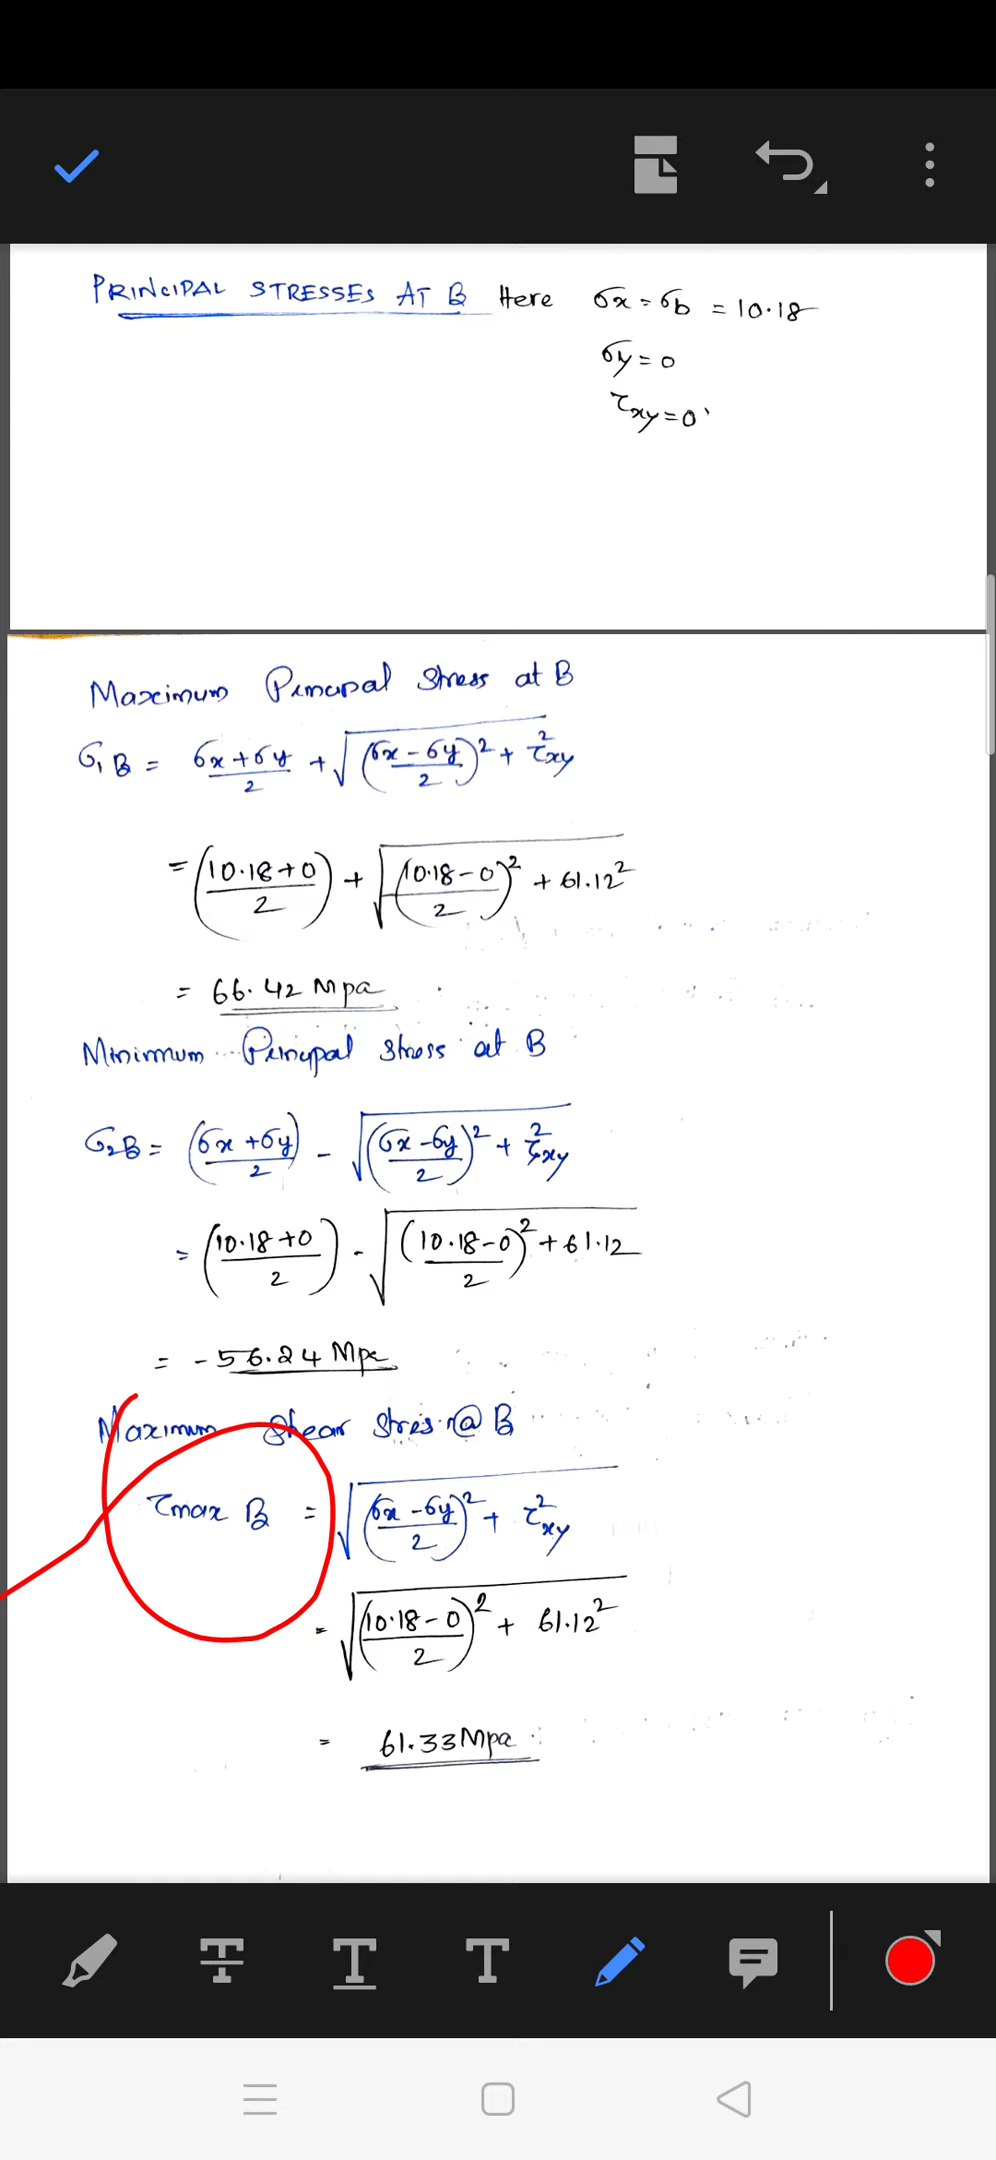 PRINCIPAL STRESSES AT B Here σx = σb = 10.18
σy = 0
τxy = 0
Maximum Principal Stress at B
σ1B = (σx + σy)/2 + √((σx - σy)/2)² + τ²xy
= (10.18+0)/2 + √((10.18 - 0)/2)² + 61.12²
= 66.42 Mpa
Minimum Principal Stress at B
σ2B = (σx + σy)/2 - √((σx - σy)/2)² + τ²xy
= (10.18+0)/2 - √((10.18-0)/2)² + 61.12
= -56.24 Mpa
Maximum Shear Stres @ B
τmax B = √((σx - σy)/2)² + τ²xy
= √((10.18 - 0)/2)² + 61.12²
= 61.33 Mpa
T T T